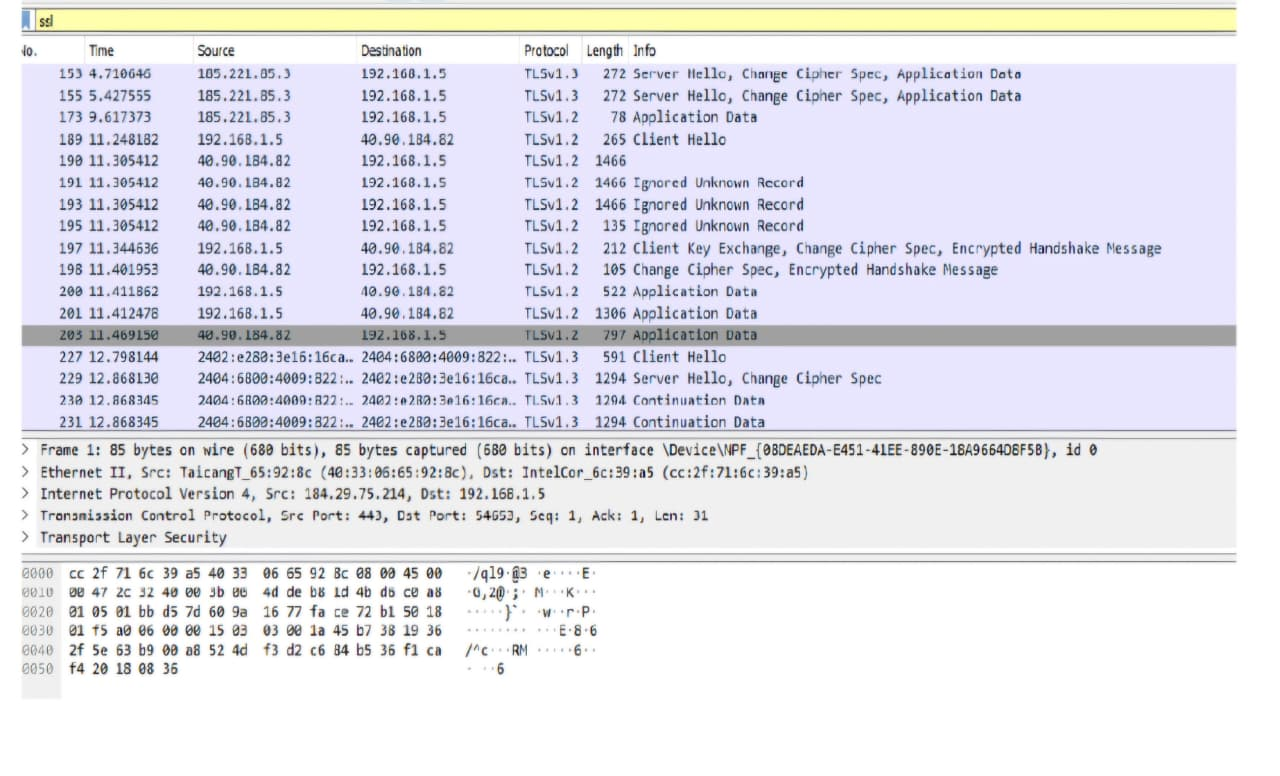 ssl
No. Time Source Destination Protocol Length Info
153 4.710646 185.221.85.3 192.168.1.5 TLSv1.3 272 Server Hello, Change Cipher Spec, Application Data
155 5.427555 185.221.85.3 192.168.1.5 TLSv1.3 272 Server Hello, Change Cipher Spec, Application Data
173 9.617373 185.221.85.3 192.168.1.5 TLSv1.2 78 Application Data
189 11.248182 192.168.1.5 40.90.184.82 TLSv1.2 265 Client Hello
190 11.305412 40.90.184.82 192.168.1.5 TLSv1.2 1466
191 11.305412 40.90.184.82 192.168.1.5 TLSv1.2 1466 Ignored Unknown Record
193 11.305412 40.90.184.82 192.168.1.5 TLSv1.2 1466 Ignored Unknown Record
195 11.305412 40.90.184.82 192.168.1.5 TLSv1.2 135 Ignored Unknown Record
197 11.344636 192.168.1.5 40.90.184.82 TLSv1.2 212 Client Key Exchange, Change Cipher Spec, Encrypted Handshake Message
198 11.401953 40.90.184.82 192.168.1.5 TLSv1.2 105 Change Cipher Spec, Encrypted Handshake Message
200 11.411862 192.168.1.5 40.90.184.82 TLSv1.2 522 Application Data
201 11.412478 192.168.1.5 40.90.184.82 TLSv1.2 1306 Application Data
203 11.469150 40.90.184.82 192.168.1.5 TLSv1.2 797 Application Data
227 12.798144 2402:e280:3e16:16ca… 2404:6800:4009:822:… TLSv1.3 591 Client Hello
229 12.868130 2404:6800:4009:822:… 2402:e280:3e16:16ca… TLSv1.3 1294 Server Hello, Change Cipher Spec
230 12.868345 2404:6800:4009:822:… 2402:e280:3e16:16ca… TLSv1.3 1294 Continuation Data
231 12.868345 2404:6800:4009:822:… 2402:e280:3e16:16ca… TLSv1.3 1294 Continuation Data
> Frame 1: 85 bytes on wire (680 bits), 85 bytes captured (680 bits) on interface \Device\NPF_{08DEAEDA-E451-41EE-890E-18A9664D8F5B}, id 0
> Ethernet II, Src: TaicangT_65:92:8c (40:33:06:65:92:8c), Dst: IntelCor_6c:39:a5 (cc:2f:71:6c:39:a5)
> Internet Protocol Version 4, Src: 184.29.75.214, Dst: 192.168.1.5
> Transmission Control Protocol, Src Port: 443, Dst Port: 54653, Seq: 1, Ack: 1, Len: 31
> Transport Layer Security
0000 cc 2f 71 6c 39 a5 40 33 06 65 92 8c 08 00 45 00 ·/ql9·@3 ·e····E·
0010 00 47 2c 32 40 00 3b 06 4d de b8 1d 4b d6 c0 a8 ·G,2@·;· M···K···
0020 01 05 01 bb d5 7d 60 9a 16 77 fa ce 72 b1 50 18 ·····}`· ·w··r·P·
0030 01 f5 a0 06 00 00 15 03 03 00 1a 45 b7 38 19 36 ········ ···E·8·6
0040 2f 5e 63 b9 00 a8 52 4d f3 d2 c6 84 b5 36 f1 ca /^c···RM ·····6··
0050 f4 20 18 08 36 · ··6